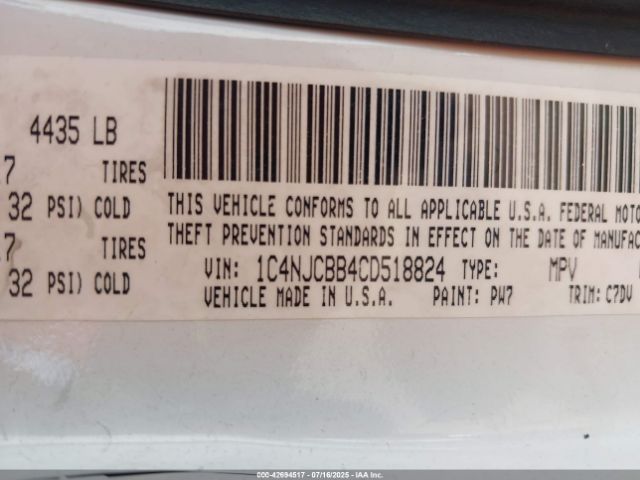 4435 LB
7 TIRES
32 PSI) COLD
7 TIRES
32 PSI) COLD
THIS VEHICLE CONFORMS TO ALL APPLICABLE U.S.A. FEDERAL MOTO
THEFT PREVENTION STANDARDS IN EFFECT ON THE DATE OF MANUFAC
VIN: 1C4NJCBB4CD518824 TYPE: MPV
VEHICLE MADE IN U.S.A. PAINT: PW7 TRIM: C7DV
000-42694517 / 07/16/2025 - IAA Inc.